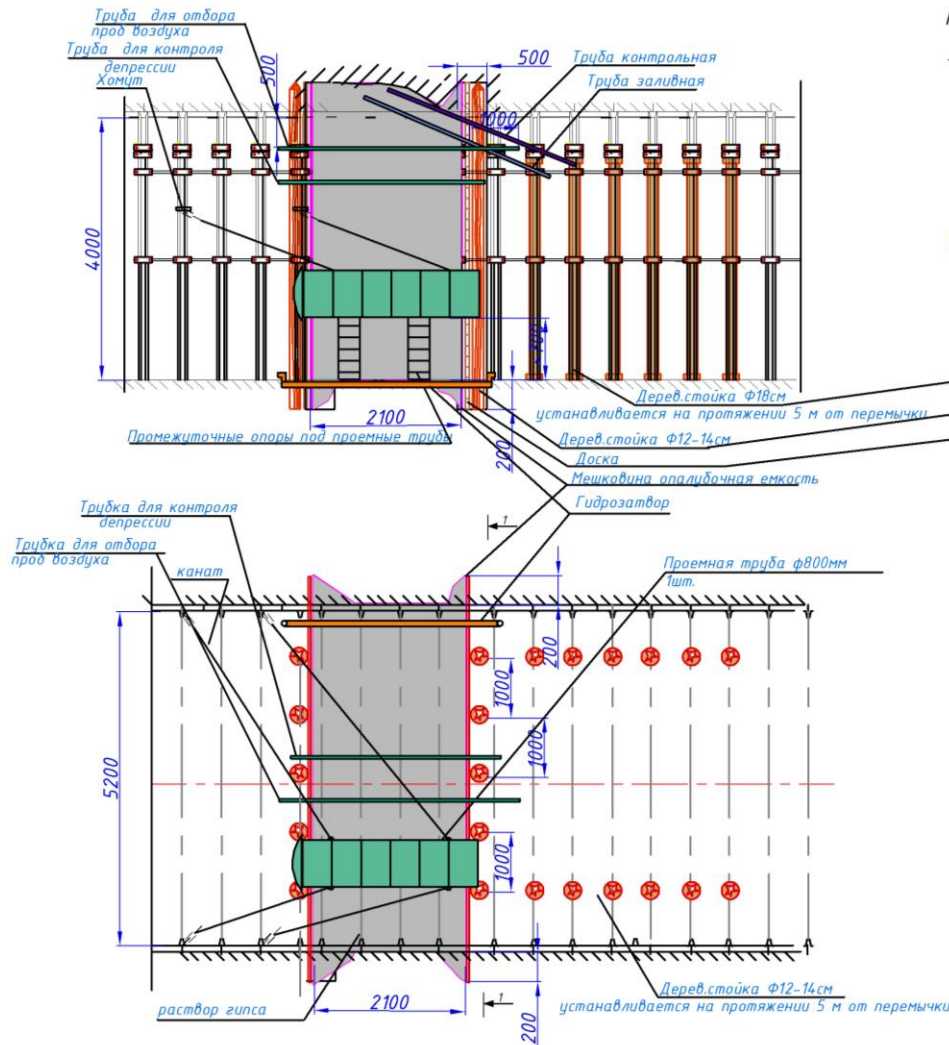 Труба для отбора
прод воздуха
Труба для контроля
депрессии
Хомут
500
500
Труба контрольная
Труба заливная
1000
4000
700
2100
200
Дерев.стойка Ф18см
устанавливается на протяжении 5 м от перемычки
Дерев.стойка Ф12-14см
Доска
Мешковина опалубочная емкость
Гидрозатвор
Промежуточные опоры под проемные трубы
Трубка для контроля
депрессии
Трубка для отбора
прод воздуха
канат
1
Проемная труба ф800мм
1шт.
200
1000
1000
5200
1000
2100
1
200
раствор гипса
Дерев.стойка Ф12-14см
устанавливается на протяжении 5 м от перемычки